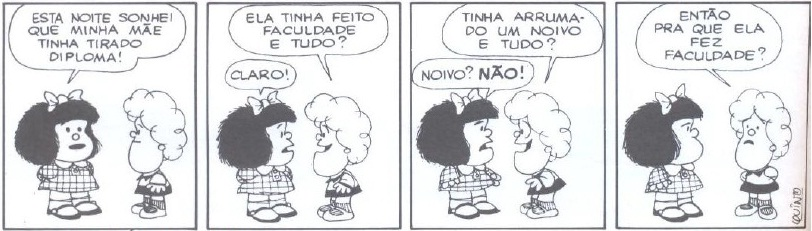 ESTA NOITE SONHEI
QUE MINHA MÃE
TINHA TIRADO
DIPLOMA!
ELA TINHA FEITO
FACULDADE
E TUDO?
CLARO!
TINHA ARRUMA-
DO UM NOIVO
E TUDO?
NOIVO? NÃO!
ENTÃO
PRA QUE ELA
FEZ
FACULDADE?
QUINO